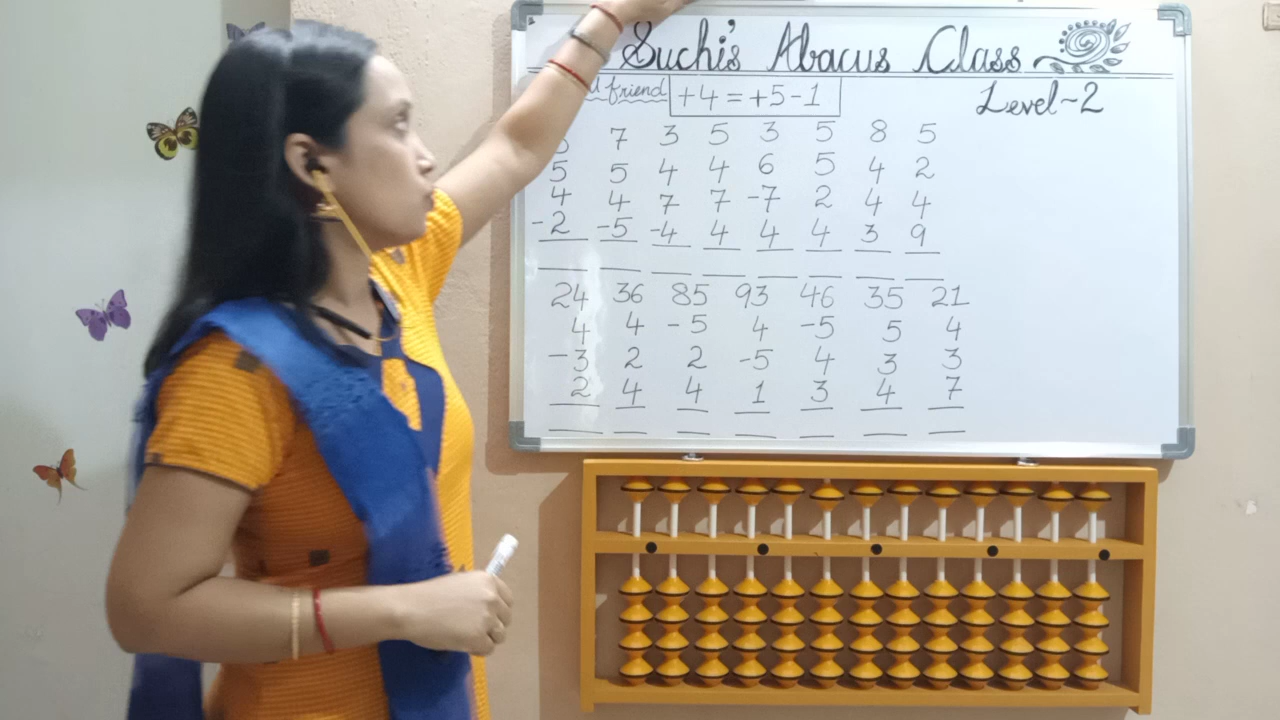 Suchi's Abacus Class
friend +4 = +5-1 Level-2
7 3 5 3 5 8 5
5 5 4 4 6 5 4 2
4 4 7 7 -7 2 4 4
-2 -5 -4 4 4 4 3 9
24 36 85 93 46 35 21
4 4 -5 4 -5 5 4
-3 2 2 -5 4 3 3
2 4 4 1 3 4 7